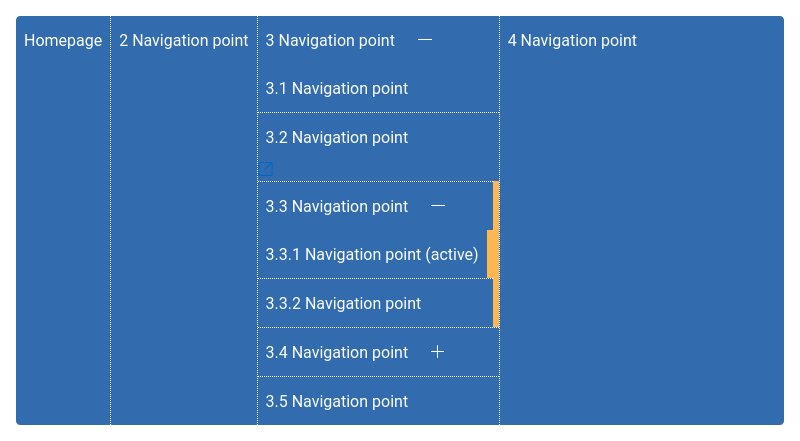 Homepage
2 Navigation point
3 Navigation point
3.1 Navigation point
3.2 Navigation point
3.3 Navigation point
3.3.1 Navigation point (active)
3.3.2 Navigation point
3.4 Navigation point
3.5 Navigation point
4 Navigation point